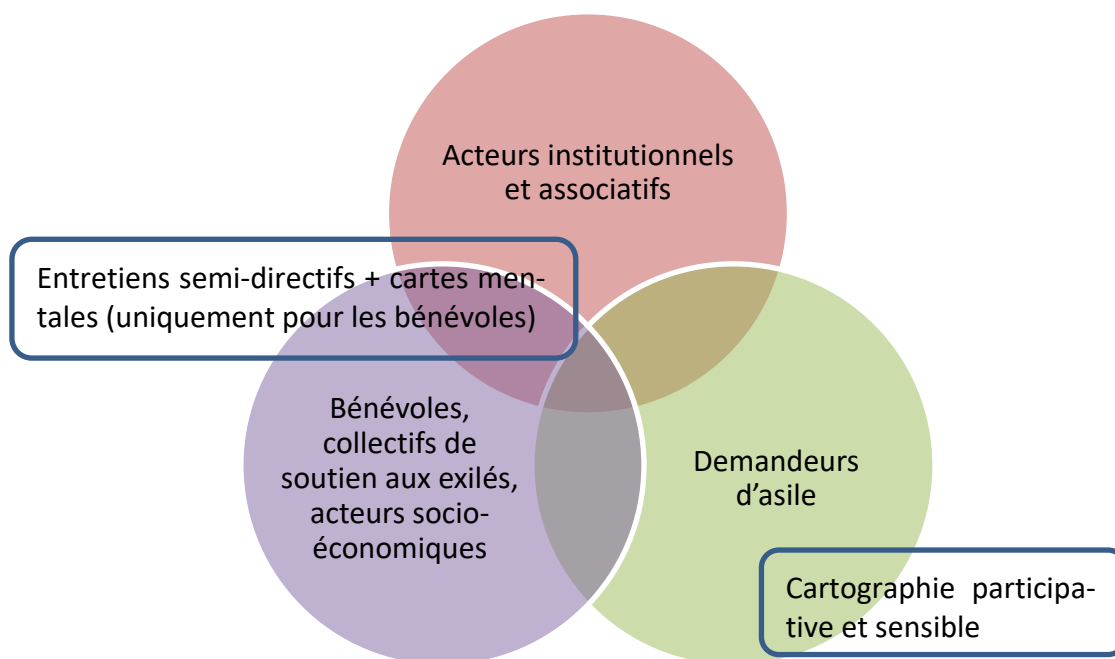 Acteurs institutionnels
et associatifs
Entretiens semi-directifs + cartes men-
tales (uniquement pour les bénévoles)
Bénévoles,
collectifs de
soutien aux exilés,
acteurs socio-
économiques
Demandeurs
d’asile
Cartographie participa-
tive et sensible